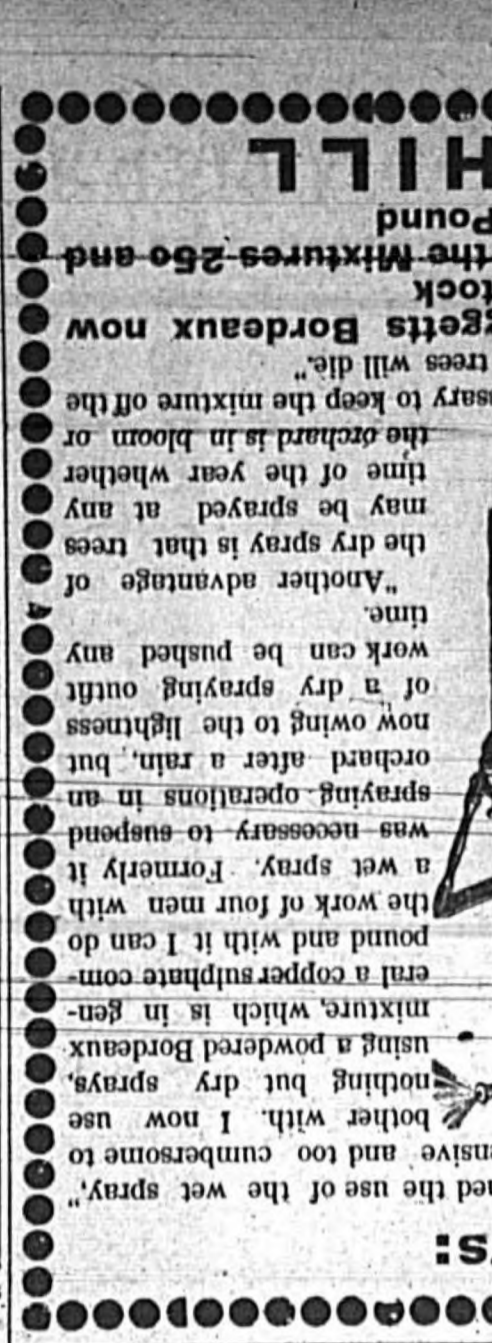 s:
the use of the wet spray,"
and too cumbersome to
bother with. I now use
nothing but dry sprays,
using a powdered Bordeaux
mixture, which is in gen-
eral a copper sulphate com-
pound and with it I can do
the work of four men with
a wet spray. Formerly it
was necessary to suspend
spraying operations in an
orchard after a rain, but
now owing to the lightness
of a dry spraying outfit
work can be pushed any
time.
"Another advantage of
the dry spray is that trees
may be sprayed at any
time of the year whether
the orchard is in bloom or
to keep the mixture off the
trees will die."
Bordeaux now
the Mixtures 25c and
Pound
HILL